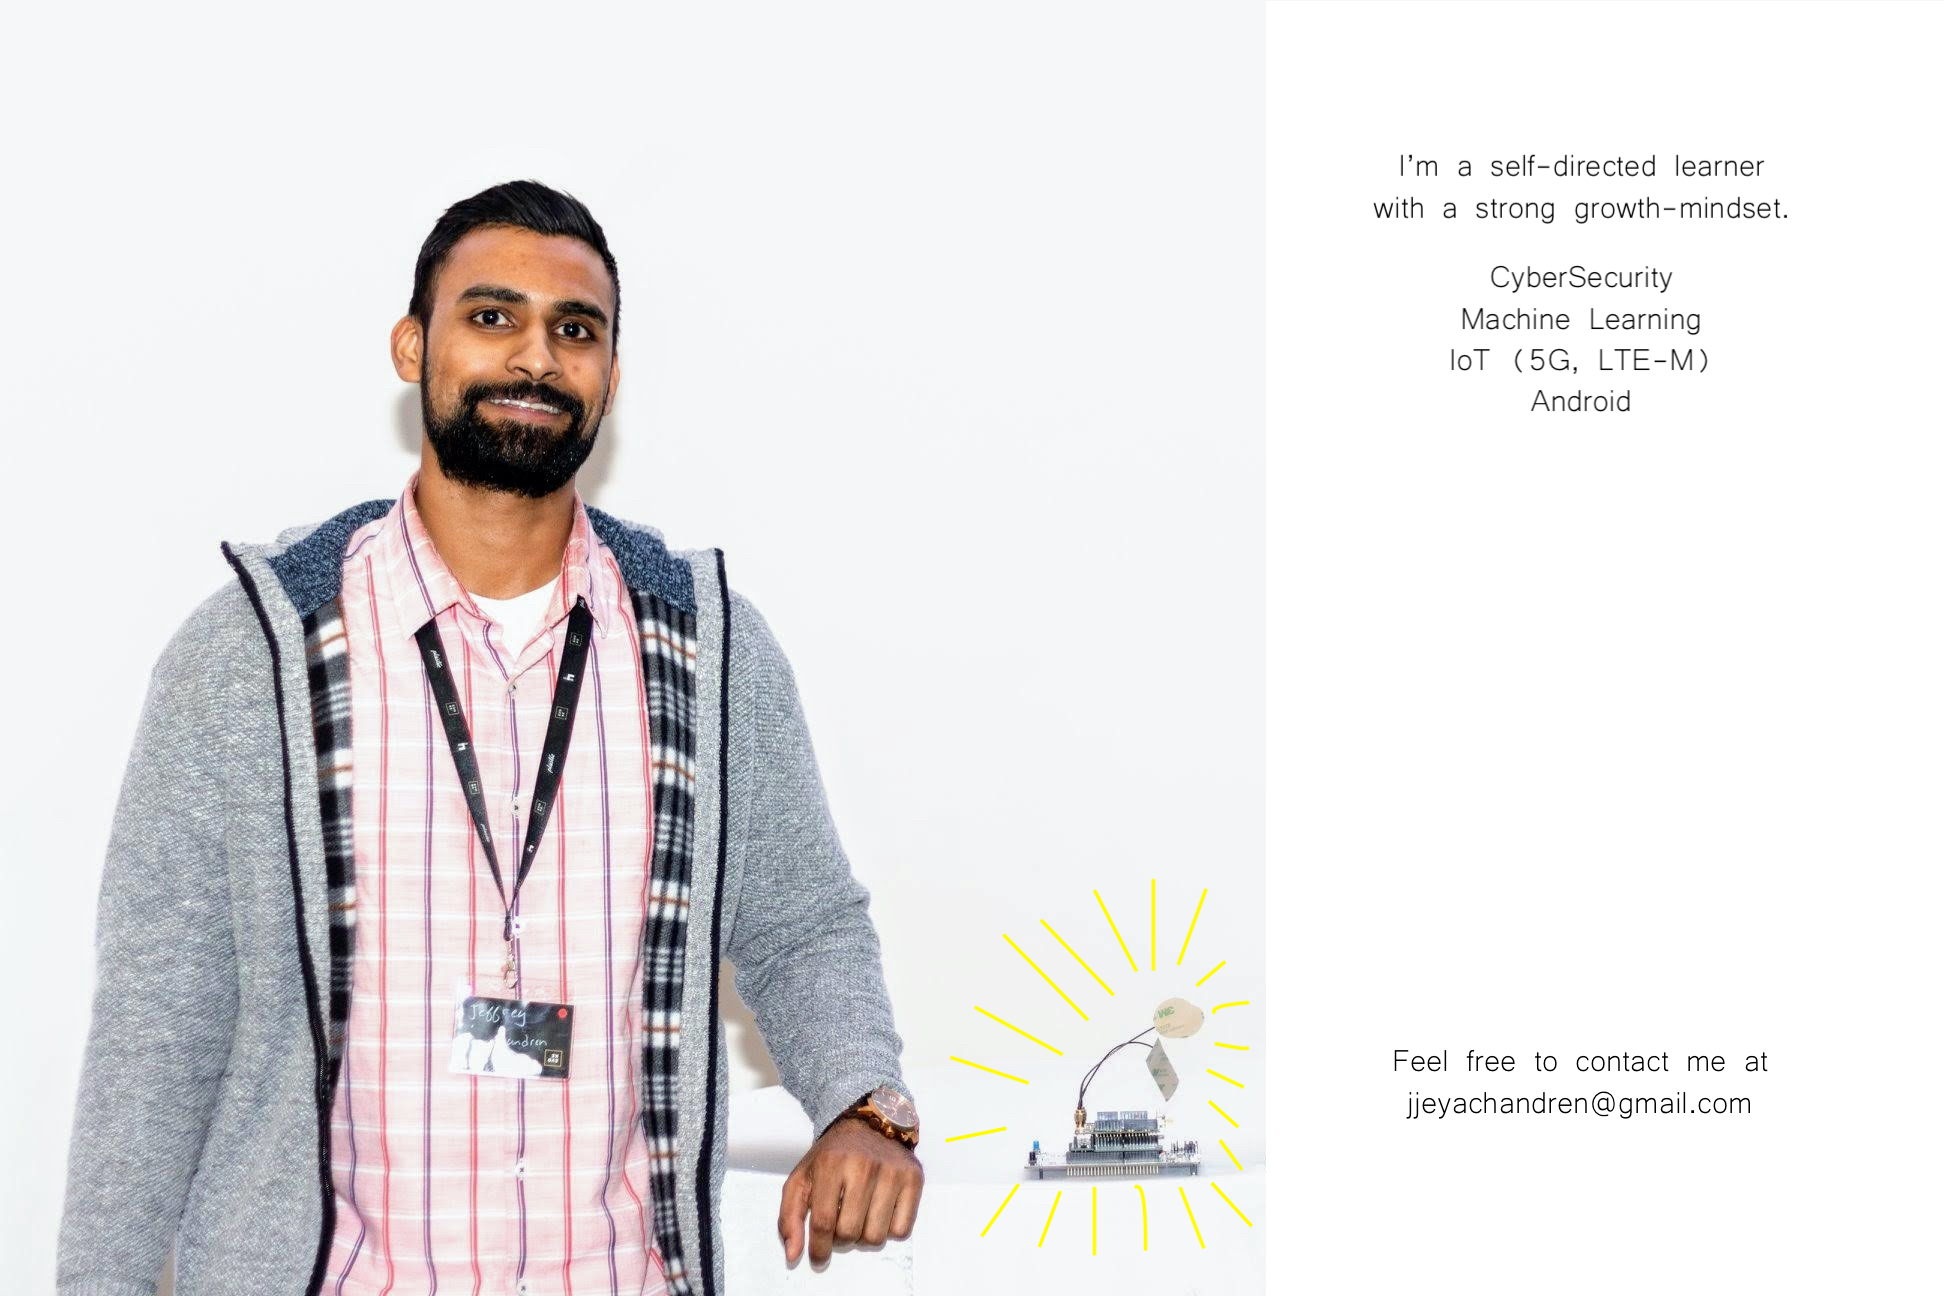 I'm a self-directed learner
with a strong growth-mindset.
CyberSecurity
Machine Learning
IoT (5G, LTE-M)
Android
Jeffrey
andren
Feel free to contact me at
jjeyachandren@gmail.com